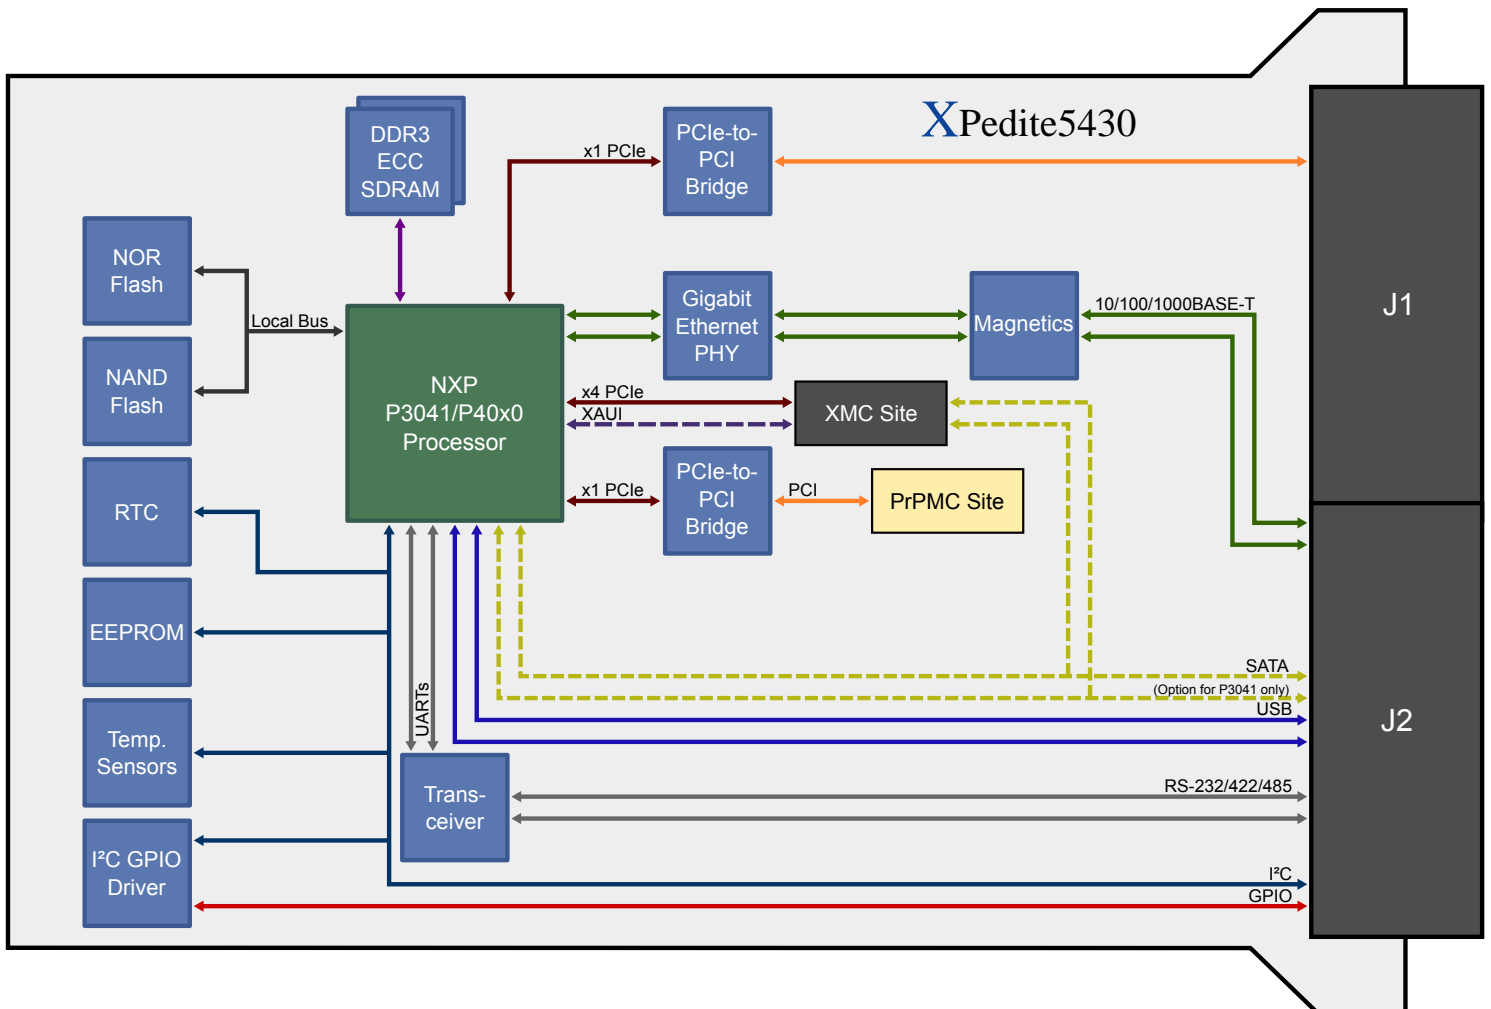 XPedite5430
DDR3
ECC
SDRAM
x1 PCIe
PCIe-to-
PCI
Bridge
J1
NOR
Flash
NAND
Flash
Local Bus
NXP
P3041/P40x0
Processor
Gigabit
Ethernet
PHY
Magnetics
10/100/1000BASE-T
x4 PCIe
XAUI
XMC Site
x1 PCIe
PCIe-to-
PCI
Bridge
PCI
PrPMC Site
RTC
EEPROM
Temp.
Sensors
I²C GPIO
Driver
UARTs
Trans-
ceiver
SATA
(Option for P3041 only)
USB
RS-232/422/485
I²C
GPIO
J2